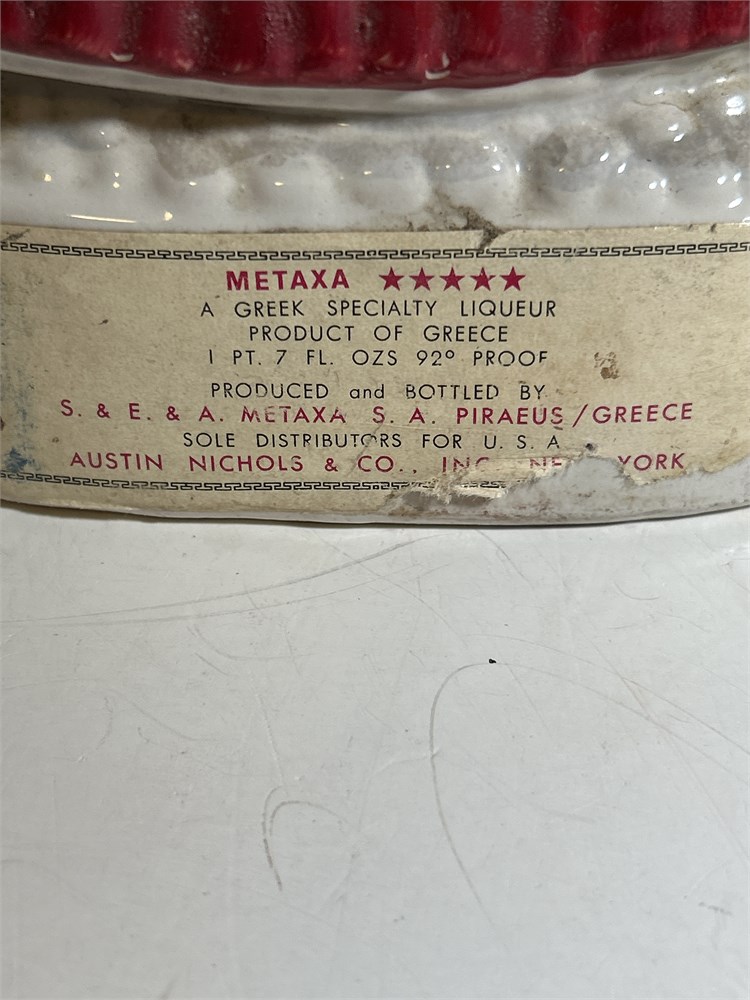 METAXA ★★★★★
A GREEK SPECIALTY LIQUEUR
PRODUCT OF GREECE
1 PT. 7 FL. OZS 92° PROOF
PRODUCED and BOTTLED BY
S. & E. & A. METAXA S. A. PIRAEUS/GREECE
SOLE DISTRIBUTORS FOR U. S. A
AUSTIN NICHOLS & CO., INC NEW YORK